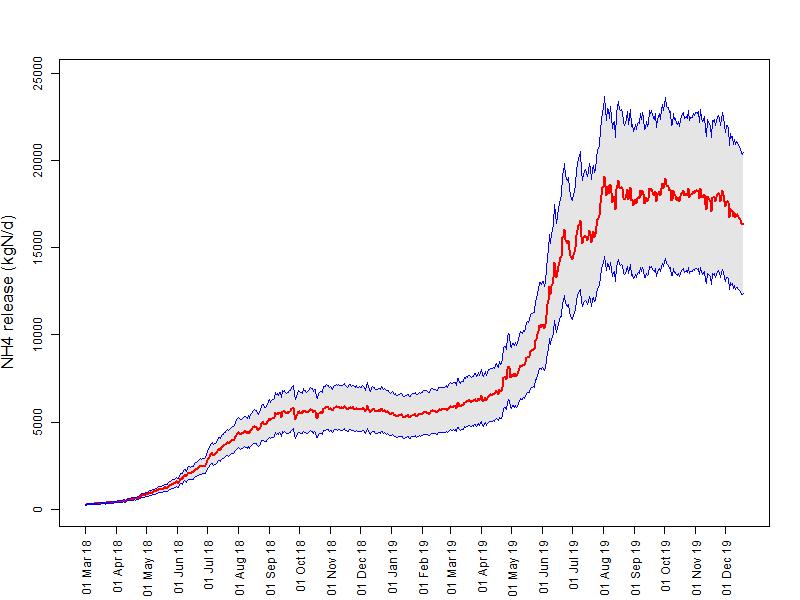 NH4 release (kgN/d)
25000
20000
15000
10000
5000
0
01 Mar 18
01 Apr 18
01 May 18
01 Jun 18
01 Jul 18
01 Aug 18
01 Sep 18
01 Oct 18
01 Nov 18
01 Dec 18
01 Jan 19
01 Feb 19
01 Mar 19
01 Apr 19
01 May 19
01 Jun 19
01 Jul 19
01 Aug 19
01 Sep 19
01 Oct 19
01 Nov 19
01 Dec 19